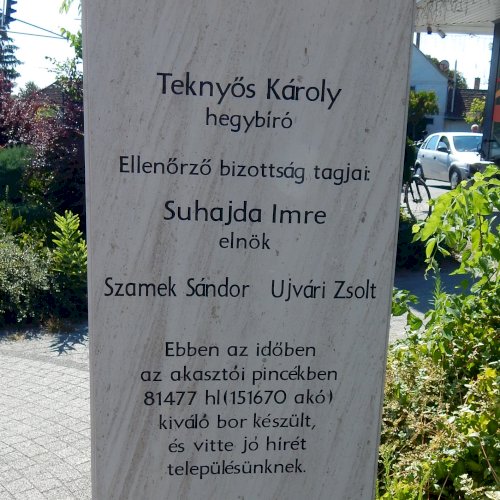 Teknyős Károly
hegybíró
Ellenőrző bizottság tagjai:
Suhajda Imre
elnök
Szamek Sándor Ujvári Zsolt
Ebben az időben
az akasztói pincékben
81477 hl(151670 akó)
kiváló bor készült,
és vitte jó hírét
településünknek.